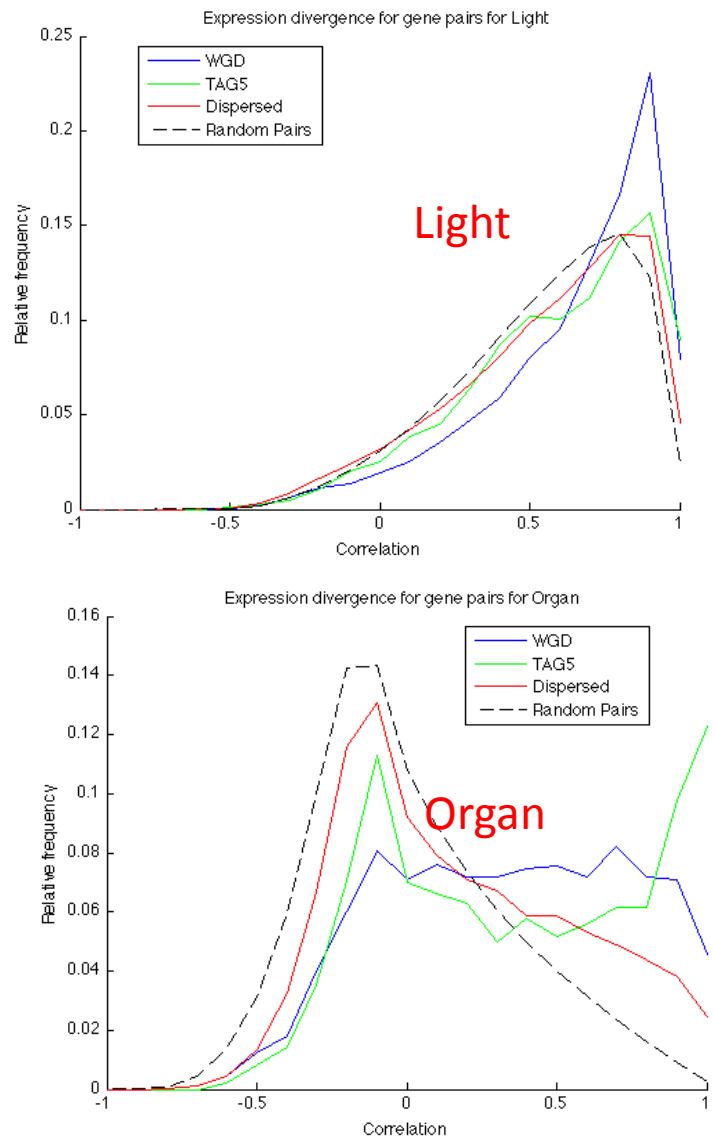 Expression divergence for gene pairs for Light
WGD
TAG5
Dispersed
Random Pairs
0.25
0.2
0.15
0.1
0.05
0
Relative frequency
Light
-1
-0.5
0
0.5
1
Correlation
Expression divergence for gene pairs for Organ
WGD
TAG5
Dispersed
Random Pairs
0.16
0.14
0.12
0.1
0.08
0.06
0.04
0.02
0
Relative frequency
Organ
-1
-0.5
0
0.5
1
Correlation